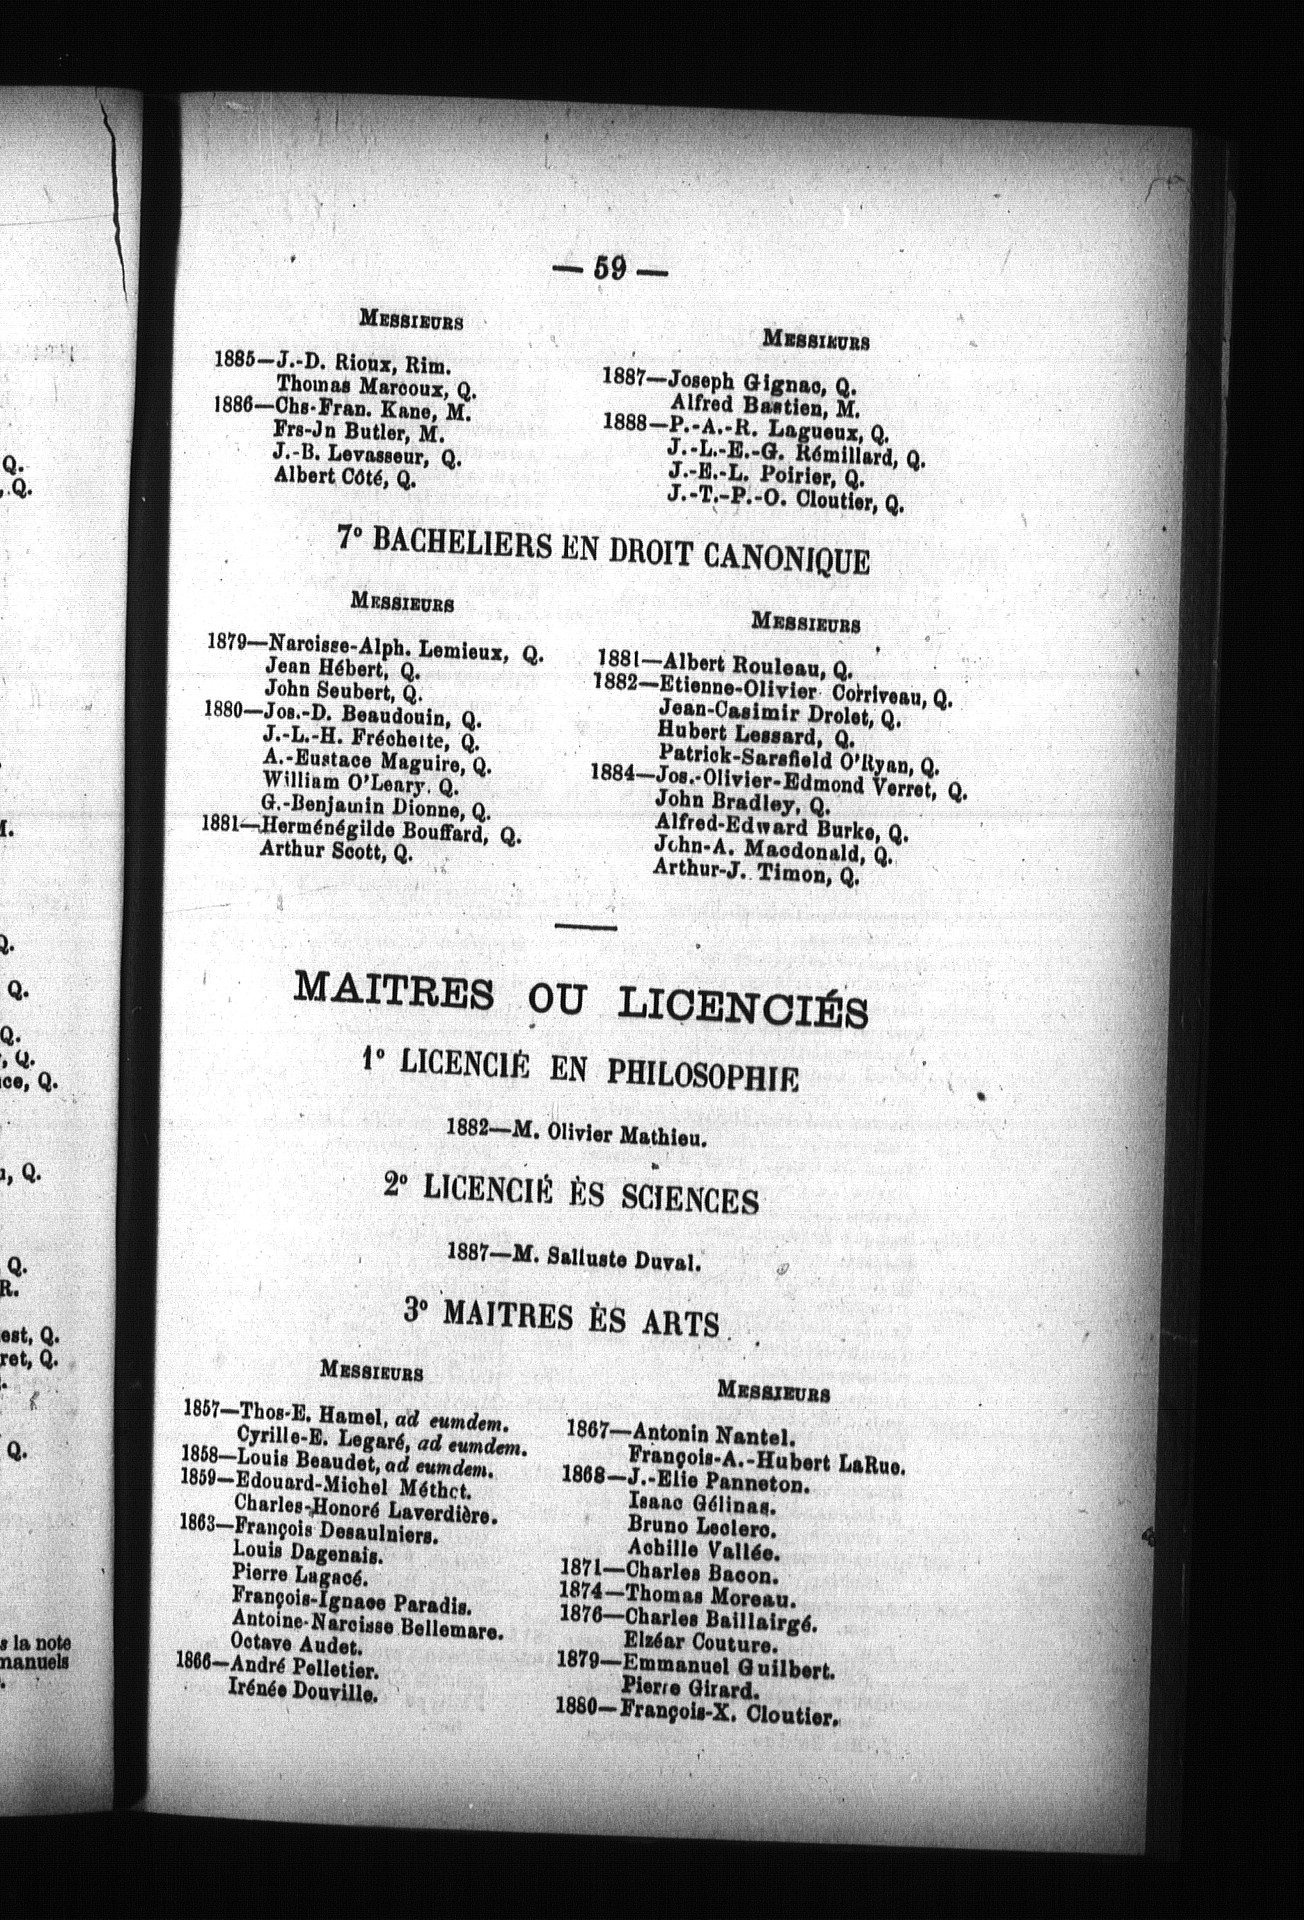 — 59 —
MESSIEURS
1885—J.-D. Rioux, Rim.
Thomas Marcoux, Q.
1886—Chs-Fran. Kane, M.
Frs-Jn Butler, M.
J.-B. Levasseur, Q.
Albert Côté, Q.
MESSIEURS
1887—Joseph Gignac, Q.
Alfred Bastien, M.
1888—P.-A.-R. Lagueux, Q.
J.-L.-E.-G. Rémillard, Q.
J.-E.-L. Poirier, Q.
J.-T.-P.-O. Cloutier, Q.
7º BACHELIERS EN DROIT CANONIQUE
MESSIEURS
1879—Narcisse-Alph. Lemieux, Q.
Jean Hébert, Q.
John Seubert, Q.
1880—Jos.-D. Beaudouin, Q.
J.-L.-H. Fréchette, Q.
A.-Eustace Maguire, Q.
William O'Leary, Q.
G.-Benjamin Dionne, Q.
1881—Herménégilde Bouffard, Q.
Arthur Scott, Q.
MESSIEURS
1881—Albert Rouleau, Q.
1882—Etienne-Olivier Corriveau, Q.
Jean-Casimir Drolet, Q.
Hubert Lessard, Q.
Patrick-Sarsfield O'Ryan, Q.
1884—Jos.-Olivier-Edmond Verret, Q.
John Bradley, Q.
Alfred-Edward Burke, Q.
John-A. Macdonald, Q.
Arthur-J. Timon, Q.
MAITRES OU LICENCIÉS
1º LICENCIÉ EN PHILOSOPHIE
1882—M. Olivier Mathieu.
2º LICENCIÉ ÈS SCIENCES
1887—M. Salluste Duval.
3º MAITRES ÈS ARTS
MESSIEURS
1857—Thos-E. Hamel, ad eumdem.
Cyrille-E. Legaré, ad eumdem.
1858—Louis Beaudet, ad eumdem.
1859—Edouard-Michel Méthot.
Charles-Honoré Laverdière.
1863—François Desaulniers.
Louis Dagenais.
Pierre Lagacé.
François-Ignace Paradis.
Antoine-Narcisse Bellemare.
Octave Audet.
1866—André Pelletier.
Irénée Douville.
MESSIEURS
1867—Antonin Nantel.
François-A.-Hubert LaRue.
1868—J.-Elie Panneton.
Isaac Gélinas.
Bruno Leclerc.
Achille Vallée.
1871—Charles Bacon.
1874—Thomas Moreau.
1876—Charles Baillairgé.
Elzéar Couture.
1879—Emmanuel Guilbert.
Pierre Girard.
1880—François-X. Cloutier.